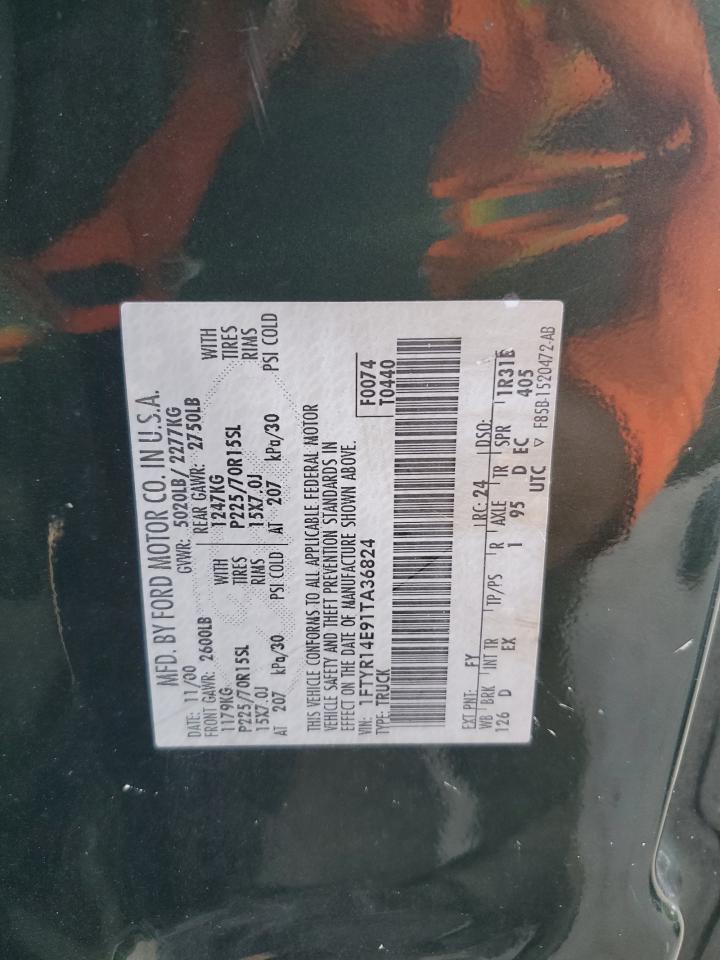 MFD. BY FORD MOTOR CO. IN U.S.A.
DATE: 11/00 GVWR: 5020LB/ 2277KG
FRONT GAWR: 2600LB REAR GAWR: 2750LB
1179KG WITH 1247KG WITH
P225/70R15SL TIRES P225/70R15SL TIRES
15X7.0J RIMS 15X7.0J RIMS
AT 207 kPa/30 PSI COLD AT 207 kPa/30 PSI COLD
THIS VEHICLE CONFORMS TO ALL APPLICABLE FEDERAL MOTOR
VEHICLE SAFETY AND THEFT PREVENTION STANDARDS IN
EFFECT ON THE DATE OF MANUFACTURE SHOWN ABOVE.
VIN: 1FTYR14E91TA36824 F0074
TYPE: TRUCK T0440
EXT PNT: FY RC: 24 DSO:
WB BRK INT TR TP/PS R AXLE TR SPR 1R31B
126 D EX 1 95 D EC 405
UTC ▽ F85B-1520472-AB